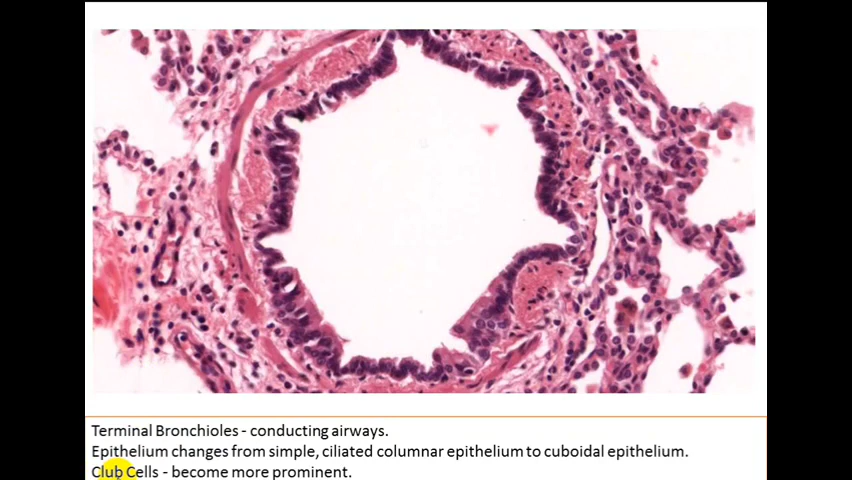 Terminal Bronchioles - conducting airways.
Epithelium changes from simple, ciliated columnar epithelium to cuboidal epithelium.
Club Cells - become more prominent.